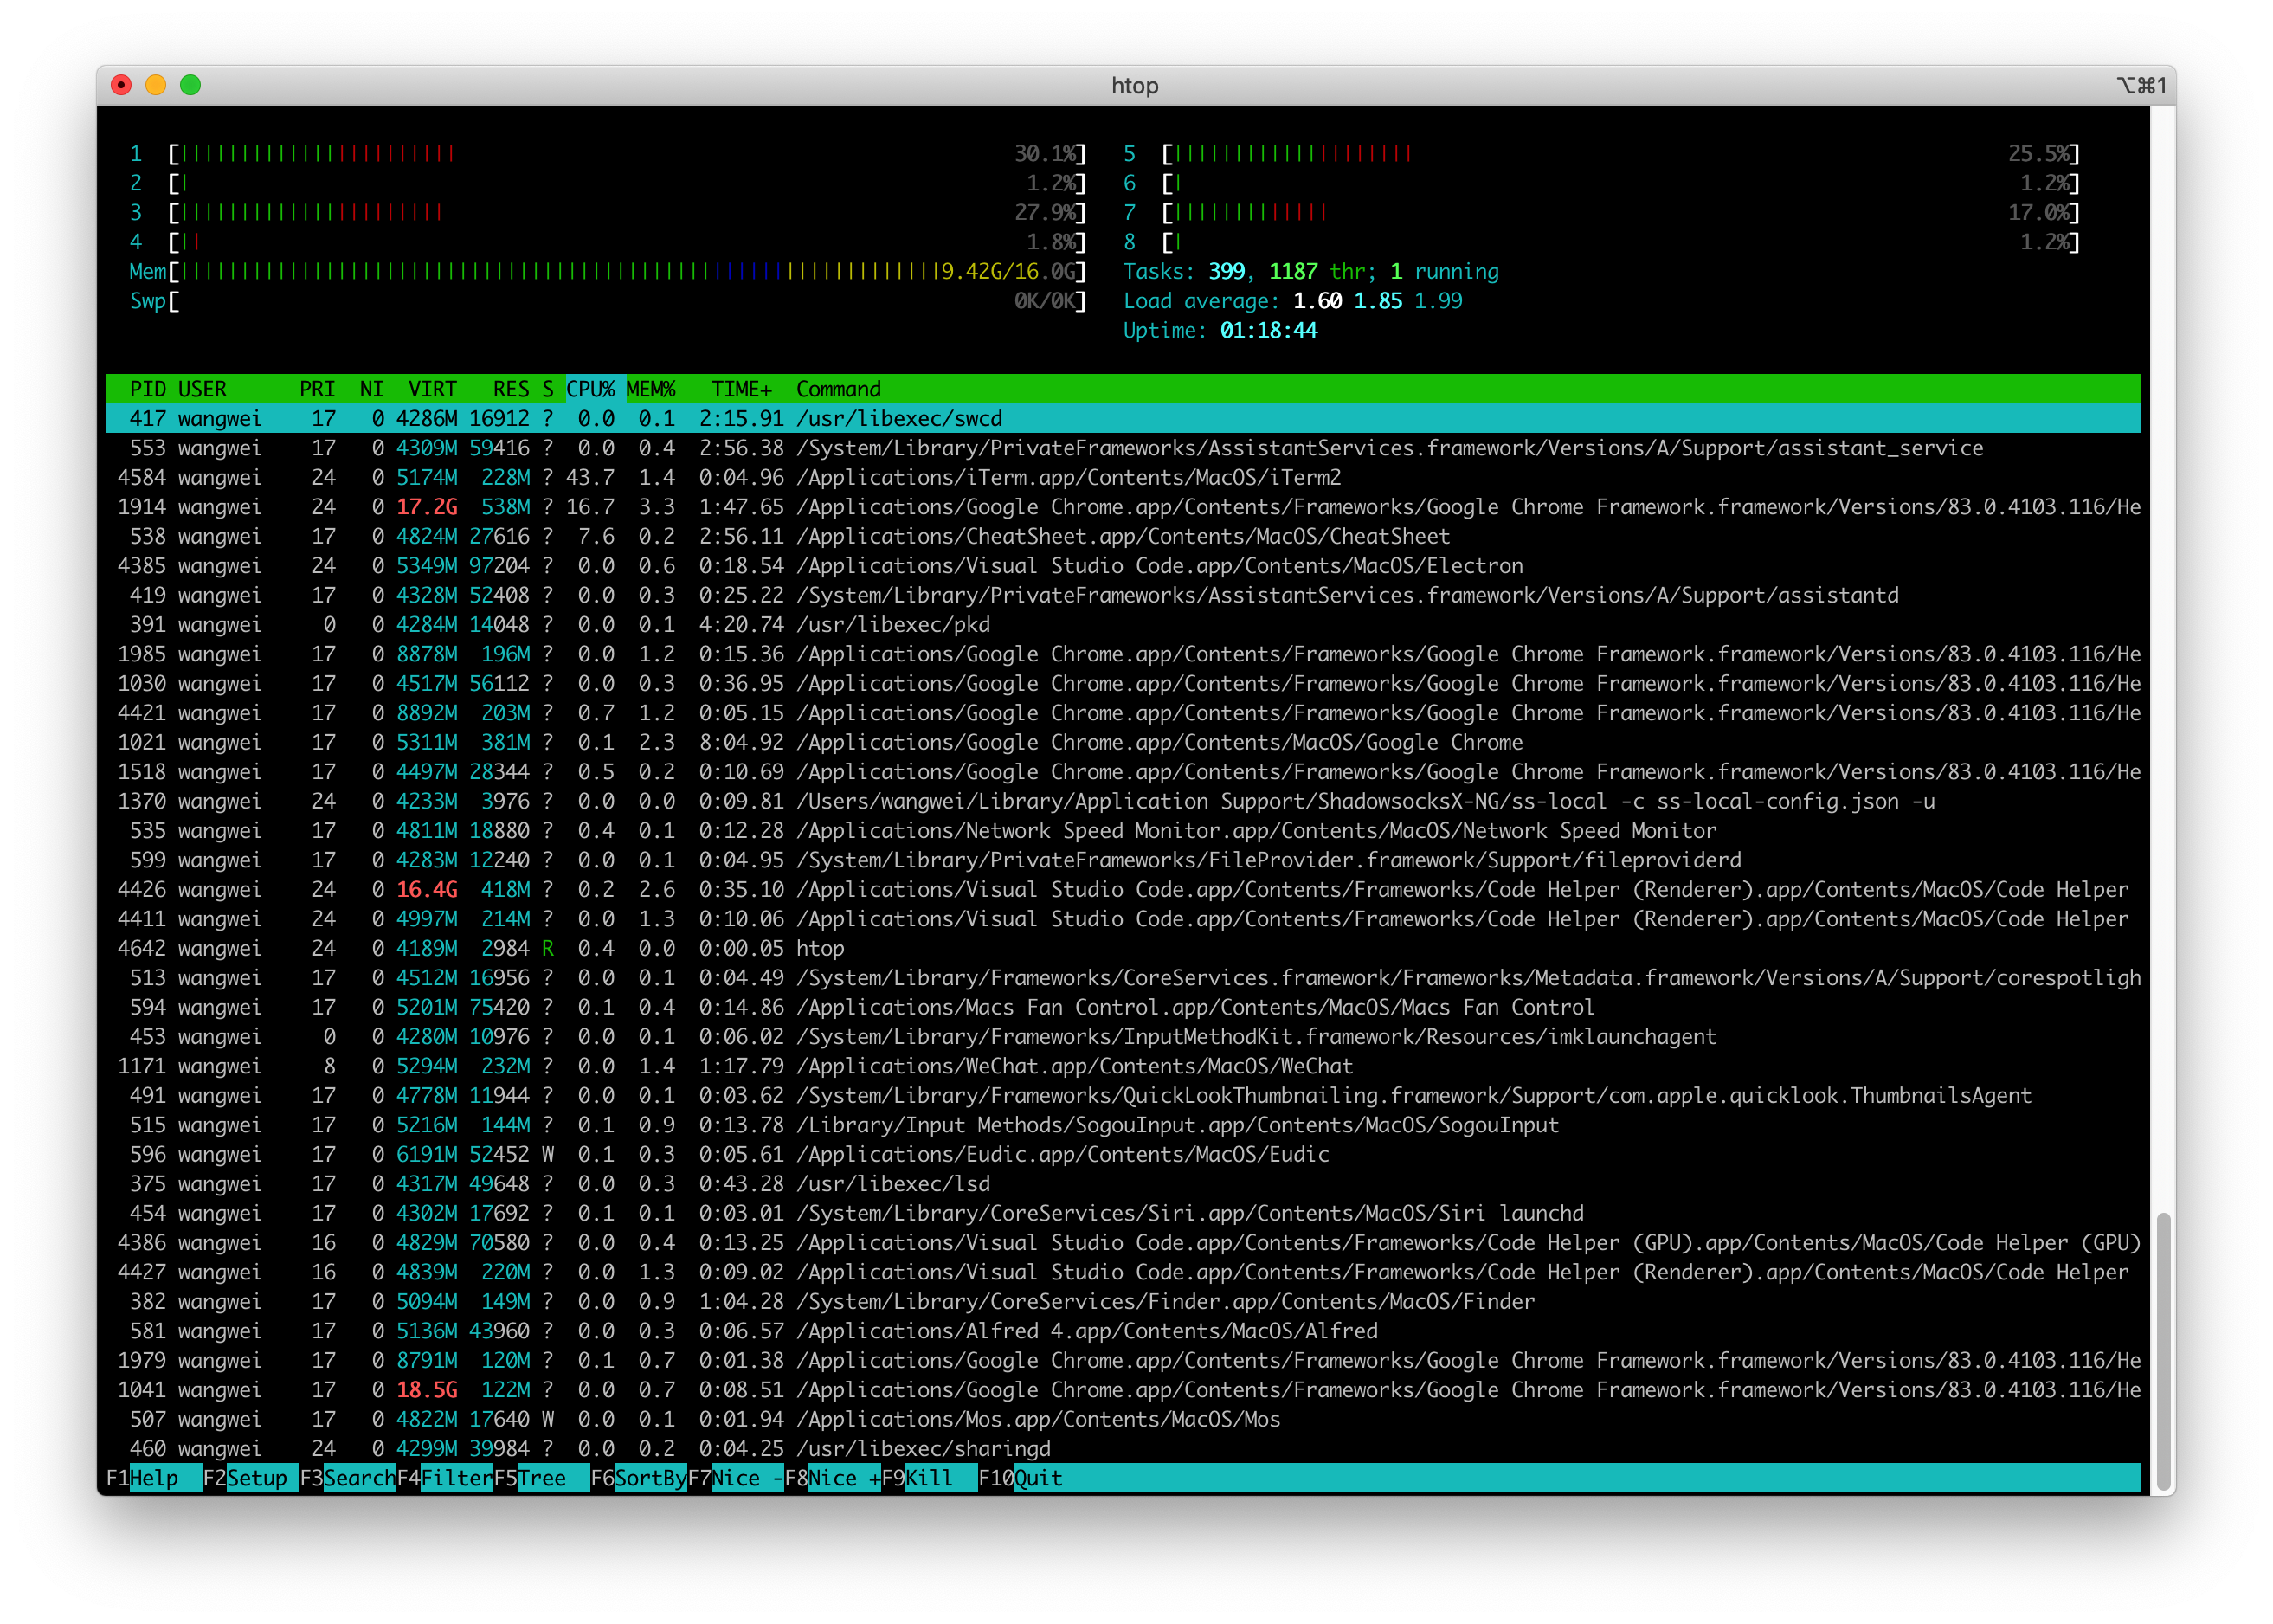 htop
⌥⌘1
1 [||||||||||||||||||||||| 30.1%] 5 [|||||||||||||||||||| 25.5%]
2 [| 1.2%] 6 [| 1.2%]
3 [|||||||||||||||||||||| 27.9%] 7 [||||||||||||| 17.0%]
4 [|| 1.8%] 8 [| 1.2%]
Mem[|||||||||||||||||||||||||||||||||||||||||||||||||||||||||||||||9.42G/16.0G] Tasks: 399, 1187 thr; 1 running
Swp[ 0K/0K] Load average: 1.60 1.85 1.99
Uptime: 01:18:44
PID USER PRI NI VIRT RES S CPU% MEM% TIME+ Command
417 wangwei 17 0 4286M 16912 ? 0.0 0.1 2:15.91 /usr/libexec/swcd
553 wangwei 17 0 4309M 59416 ? 0.0 0.4 2:56.38 /System/Library/PrivateFrameworks/AssistantServices.framework/Versions/A/Support/assistant_service
4584 wangwei 24 0 5174M 228M ? 43.7 1.4 0:04.96 /Applications/iTerm.app/Contents/MacOS/iTerm2
1914 wangwei 24 0 17.2G 538M ? 16.7 3.3 1:47.65 /Applications/Google Chrome.app/Contents/Frameworks/Google Chrome Framework.framework/Versions/83.0.4103.116/He
538 wangwei 17 0 4824M 27616 ? 7.6 0.2 2:56.11 /Applications/CheatSheet.app/Contents/MacOS/CheatSheet
4385 wangwei 24 0 5349M 97204 ? 0.0 0.6 0:18.54 /Applications/Visual Studio Code.app/Contents/MacOS/Electron
419 wangwei 17 0 4328M 52408 ? 0.0 0.3 0:25.22 /System/Library/PrivateFrameworks/AssistantServices.framework/Versions/A/Support/assistantd
391 wangwei 0 0 4284M 14048 ? 0.0 0.1 4:20.74 /usr/libexec/pkd
1985 wangwei 17 0 8878M 196M ? 0.0 1.2 0:15.36 /Applications/Google Chrome.app/Contents/Frameworks/Google Chrome Framework.framework/Versions/83.0.4103.116/He
1030 wangwei 17 0 4517M 56112 ? 0.0 0.3 0:36.95 /Applications/Google Chrome.app/Contents/Frameworks/Google Chrome Framework.framework/Versions/83.0.4103.116/He
4421 wangwei 17 0 8892M 203M ? 0.7 1.2 0:05.15 /Applications/Google Chrome.app/Contents/Frameworks/Google Chrome Framework.framework/Versions/83.0.4103.116/He
1021 wangwei 17 0 5311M 381M ? 0.1 2.3 8:04.92 /Applications/Google Chrome.app/Contents/MacOS/Google Chrome
1518 wangwei 17 0 4497M 28344 ? 0.5 0.2 0:10.69 /Applications/Google Chrome.app/Contents/Frameworks/Google Chrome Framework.framework/Versions/83.0.4103.116/He
1370 wangwei 24 0 4233M 3976 ? 0.0 0.0 0:09.81 /Users/wangwei/Library/Application Support/ShadowsocksX-NG/ss-local -c ss-local-config.json -u
535 wangwei 17 0 4811M 18880 ? 0.4 0.1 0:12.28 /Applications/Network Speed Monitor.app/Contents/MacOS/Network Speed Monitor
599 wangwei 17 0 4283M 12240 ? 0.0 0.1 0:04.95 /System/Library/PrivateFrameworks/FileProvider.framework/Support/fileproviderd
4426 wangwei 24 0 16.4G 418M ? 0.2 2.6 0:35.10 /Applications/Visual Studio Code.app/Contents/Frameworks/Code Helper (Renderer).app/Contents/MacOS/Code Helper
4411 wangwei 24 0 4997M 214M ? 0.0 1.3 0:10.06 /Applications/Visual Studio Code.app/Contents/Frameworks/Code Helper (Renderer).app/Contents/MacOS/Code Helper
4642 wangwei 24 0 4189M 2984 R 0.4 0.0 0:00.05 htop
513 wangwei 17 0 4512M 16956 ? 0.0 0.1 0:04.49 /System/Library/Frameworks/CoreServices.framework/Frameworks/Metadata.framework/Versions/A/Support/corespotligh
594 wangwei 17 0 5201M 75420 ? 0.1 0.4 0:14.86 /Applications/Macs Fan Control.app/Contents/MacOS/Macs Fan Control
453 wangwei 0 0 4280M 10976 ? 0.0 0.1 0:06.02 /System/Library/Frameworks/InputMethodKit.framework/Resources/imklaunchagent
1171 wangwei 8 0 5294M 232M ? 0.0 1.4 1:17.79 /Applications/WeChat.app/Contents/MacOS/WeChat
491 wangwei 17 0 4778M 11944 ? 0.0 0.1 0:03.62 /System/Library/Frameworks/QuickLookThumbnailing.framework/Support/com.apple.quicklook.ThumbnailsAgent
515 wangwei 17 0 5216M 144M ? 0.1 0.9 0:13.78 /Library/Input Methods/SogouInput.app/Contents/MacOS/SogouInput
596 wangwei 17 0 6191M 52452 W 0.1 0.3 0:05.61 /Applications/Eudic.app/Contents/MacOS/Eudic
375 wangwei 17 0 4317M 49648 ? 0.0 0.3 0:43.28 /usr/libexec/lsd
454 wangwei 17 0 4302M 17692 ? 0.1 0.1 0:03.01 /System/Library/CoreServices/Siri.app/Contents/MacOS/Siri launchd
4386 wangwei 16 0 4829M 70580 ? 0.0 0.4 0:13.25 /Applications/Visual Studio Code.app/Contents/Frameworks/Code Helper (GPU).app/Contents/MacOS/Code Helper (GPU)
4427 wangwei 16 0 4839M 220M ? 0.0 1.3 0:09.02 /Applications/Visual Studio Code.app/Contents/Frameworks/Code Helper (Renderer).app/Contents/MacOS/Code Helper
382 wangwei 17 0 5094M 149M ? 0.0 0.9 1:04.28 /System/Library/CoreServices/Finder.app/Contents/MacOS/Finder
581 wangwei 17 0 5136M 43960 ? 0.0 0.3 0:06.57 /Applications/Alfred 4.app/Contents/MacOS/Alfred
1979 wangwei 17 0 8791M 120M ? 0.1 0.7 0:01.38 /Applications/Google Chrome.app/Contents/Frameworks/Google Chrome Framework.framework/Versions/83.0.4103.116/He
1041 wangwei 17 0 18.5G 122M ? 0.0 0.7 0:08.51 /Applications/Google Chrome.app/Contents/Frameworks/Google Chrome Framework.framework/Versions/83.0.4103.116/He
507 wangwei 17 0 4822M 17640 W 0.0 0.1 0:01.94 /Applications/Mos.app/Contents/MacOS/Mos
460 wangwei 24 0 4299M 39984 ? 0.0 0.2 0:04.25 /usr/libexec/sharingd
F1Help F2Setup F3SearchF4FilterF5Tree F6SortByF7Nice -F8Nice +F9Kill F10Quit